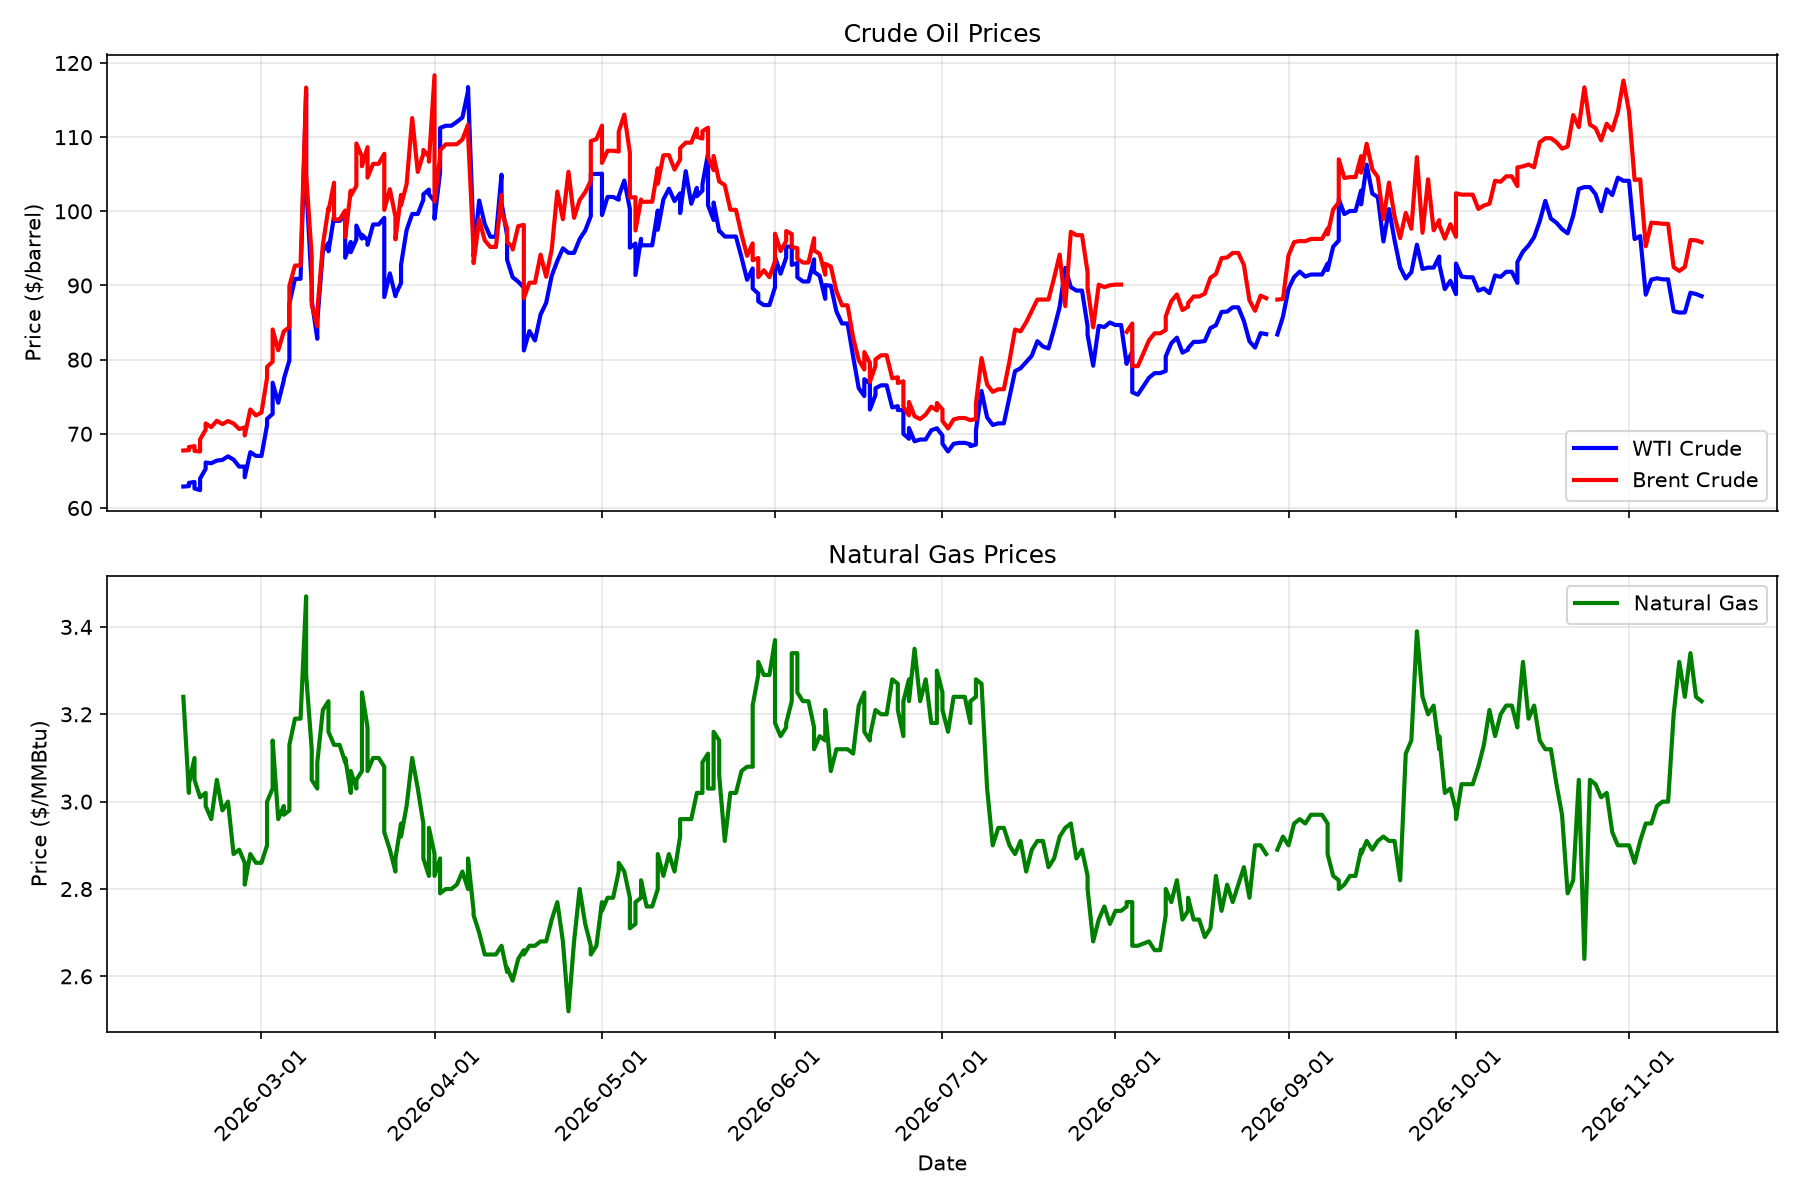 Crude Oil Prices
Price ($/barrel)
120
110
100
90
80
70
60
WTI Crude
Brent Crude
Natural Gas Prices
Price ($/MMBtu)
3.4
3.2
3.0
2.8
2.6
Natural Gas
2026-03-01
2026-04-01
2026-05-01
2026-06-01
2026-07-01
2026-08-01
2026-09-01
2026-10-01
2026-11-01
Date